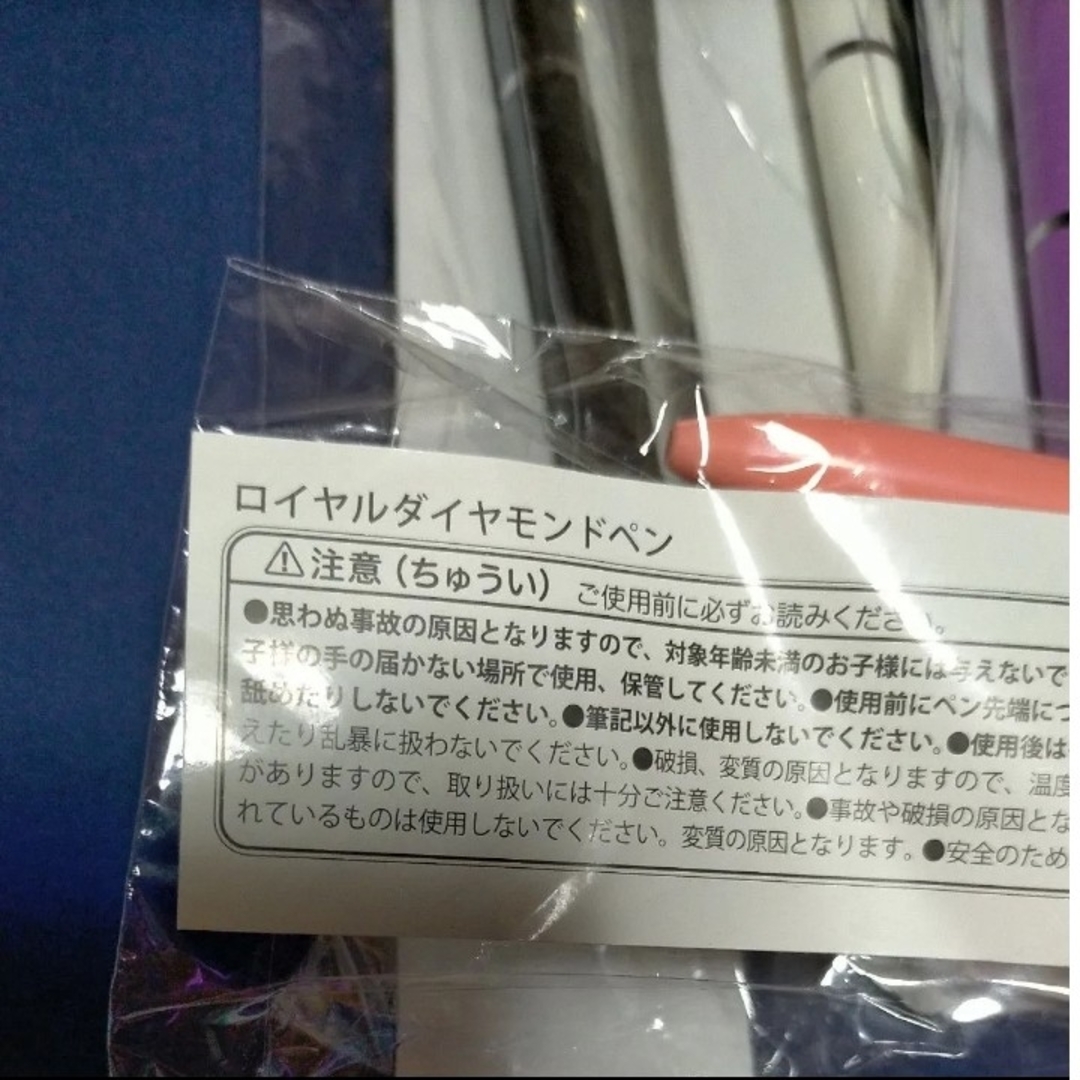 ロイヤルダイヤモンドペン
注意(ちゅうい) ご使用前に必ずお読みください。
●思わぬ事故の原因となりますので、対象年齢未満のお子様には与えないで
子様の手の届かない場所で使用、保管してください。●使用前にペン先端につ
舐めたりしないでください。●筆記以外に使用しないでください。●使用後は
えたり乱暴に扱わないでください。●破損、変質の原因となりますので、温度
がありますので、取り扱いには十分ご注意ください。●事故や破損の原因とな
れているものは使用しないでください。変質の原因となります。●安全のため